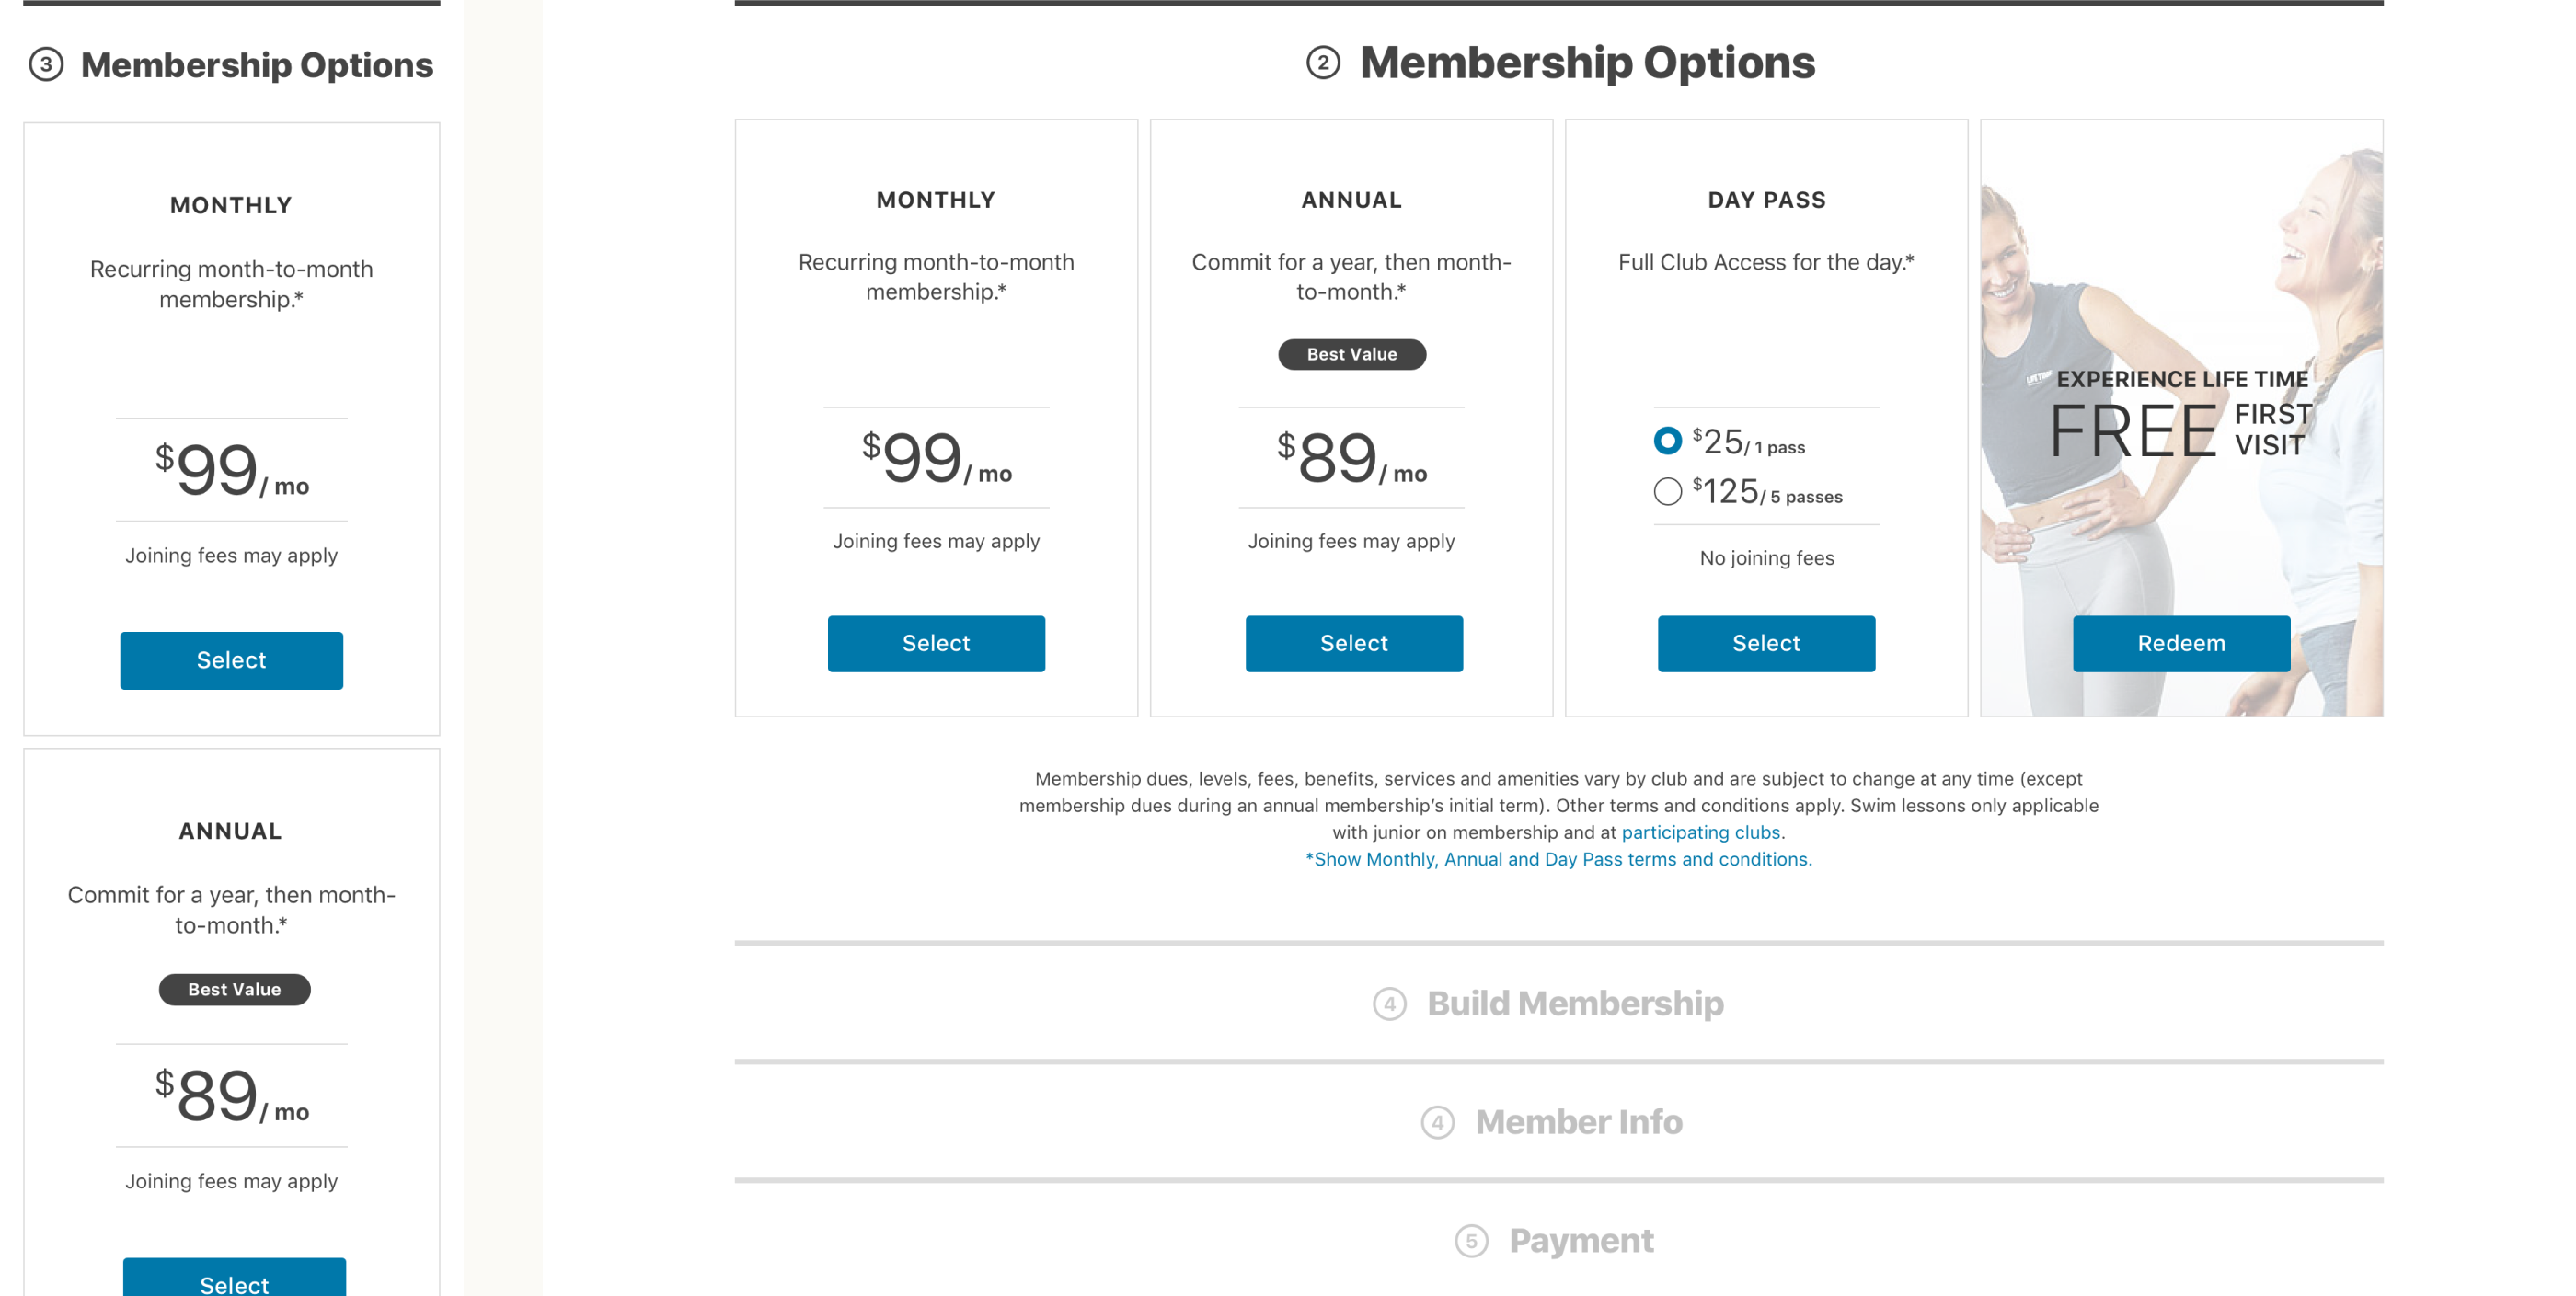 3 Membership Options
MONTHLY
Recurring month-to-month
membership.*
$99/ mo
Joining fees may apply
Select
ANNUAL
Commit for a year, then month-
to-month.*
Best Value
$89/ mo
Joining fees may apply
Select
2 Membership Options
MONTHLY
Recurring month-to-month
membership.*
$99/ mo
Joining fees may apply
Select
ANNUAL
Commit for a year, then month-
to-month.*
Best Value
$89/ mo
Joining fees may apply
Select
DAY PASS
Full Club Access for the day.*
$25/ 1 pass
$125/ 5 passes
No joining fees
Select
EXPERIENCE LIFE TIME
FREE FIRST
VISIT
Redeem
Membership dues, levels, fees, benefits, services and amenities vary by club and are subject to change at any time (except
membership dues during an annual membership’s initial term). Other terms and conditions apply. Swim lessons only applicable
with junior on membership and at participating clubs.
*Show Monthly, Annual and Day Pass terms and conditions.
4 Build Membership
4 Member Info
5 Payment